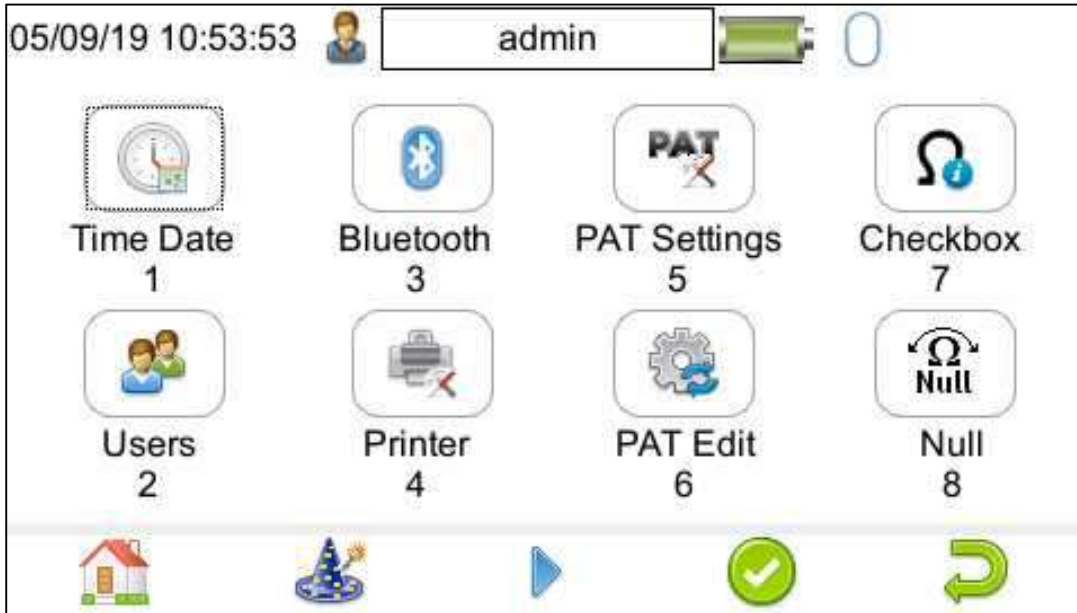 05/09/19 10:53:53 admin
PAT
Time Date Bluetooth PAT Settings Checkbox
1 3 5 7
Null
Users Printer PAT Edit Null
2 4 6 8